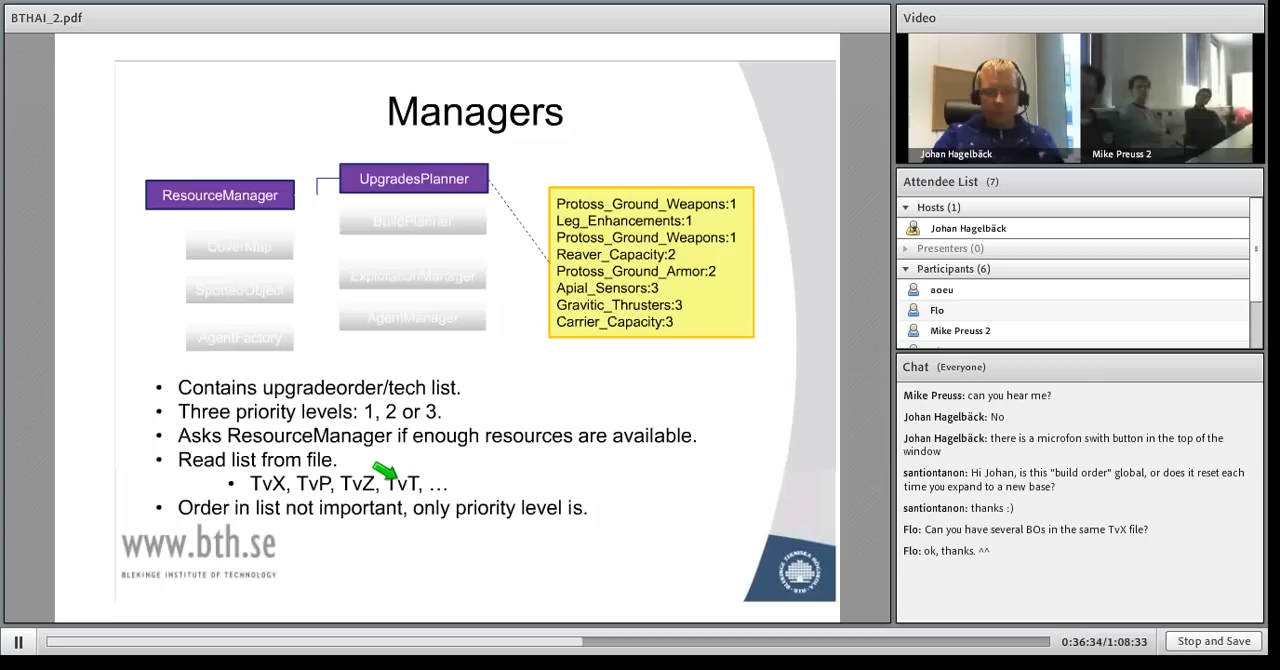 BTHAI_2.pdf
Managers
ResourceManager
UpgradesPlanner
BuildPlanner
CoverMap
ExplorationManager
SpottedObject
AgentManager
AgentFactory
Protoss_Ground_Weapons:1
Leg_Enhancements:1
Protoss_Ground_Weapons:1
Reaver_Capacity:2
Protoss_Ground_Armor:2
Apial_Sensors:3
Gravitic_Thrusters:3
Carrier_Capacity:3
• Contains upgradeorder/tech list.
• Three priority levels: 1, 2 or 3.
• Asks ResourceManager if enough resources are available.
• Read list from file.
• TvX, TvP, TvZ, TvT, …
• Order in list not important, only priority level is.
www.bth.se
BLEKINGE INSTITUTE OF TECHNOLOGY
Video
Johan Hagelbäck
Mike Preuss 2
Attendee List (7)
Hosts (1)
Johan Hagelbäck
Presenters (0)
Participants (6)
aoeu
Flo
Mike Preuss 2
Chat (Everyone)
Mike Preuss: can you hear me?
Johan Hagelbäck: No
Johan Hagelbäck: there is a microfon swith button in the top of the
window
santiontanon: Hi Johan, is this "build order" global, or does it reset each
time you expand to a new base?
santiontanon: thanks :)
Flo: Can you have several BOs in the same TvX file?
Flo: ok, thanks. ^^
0:36:34/1:08:33
Stop and Save